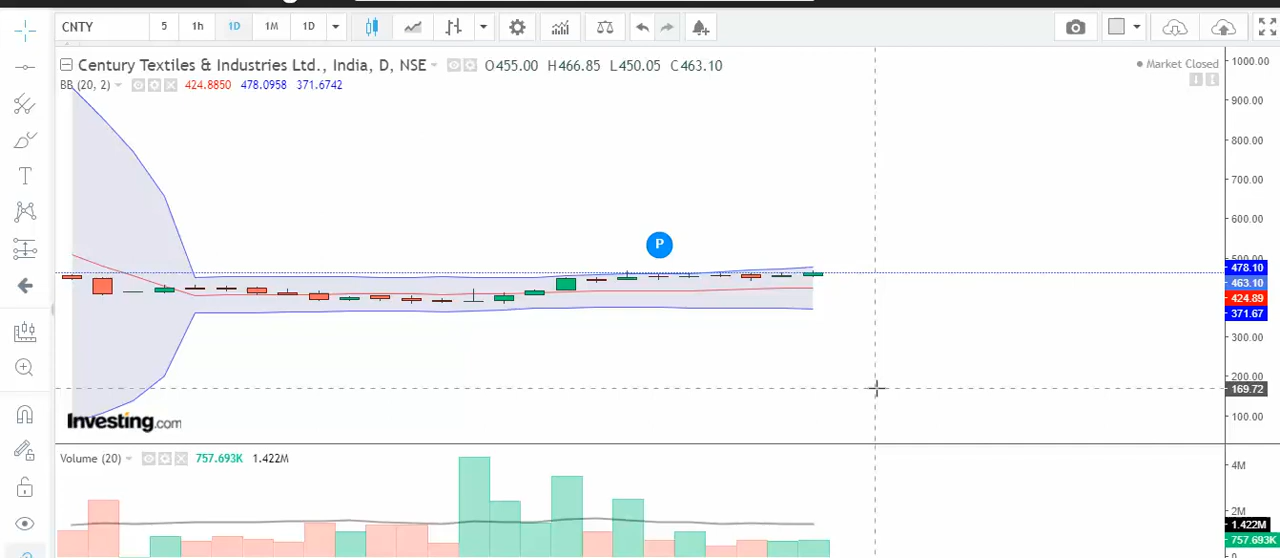 CNTY 5 1h 1D 1M 1D
Century Textiles & Industries Ltd., India, D, NSE O455.00 H466.85 L450.05 C463.10
Market Closed
BB (20, 2) 424.8850 478.0958 371.6742
P
1000.00
900.00
800.00
700.00
600.00
500.00
478.10
463.10
424.89
371.67
300.00
200.00
169.72
100.00
Investing.com
Volume (20) 757.693K 1.422M
4M
2M
1.422M
757.693K
0